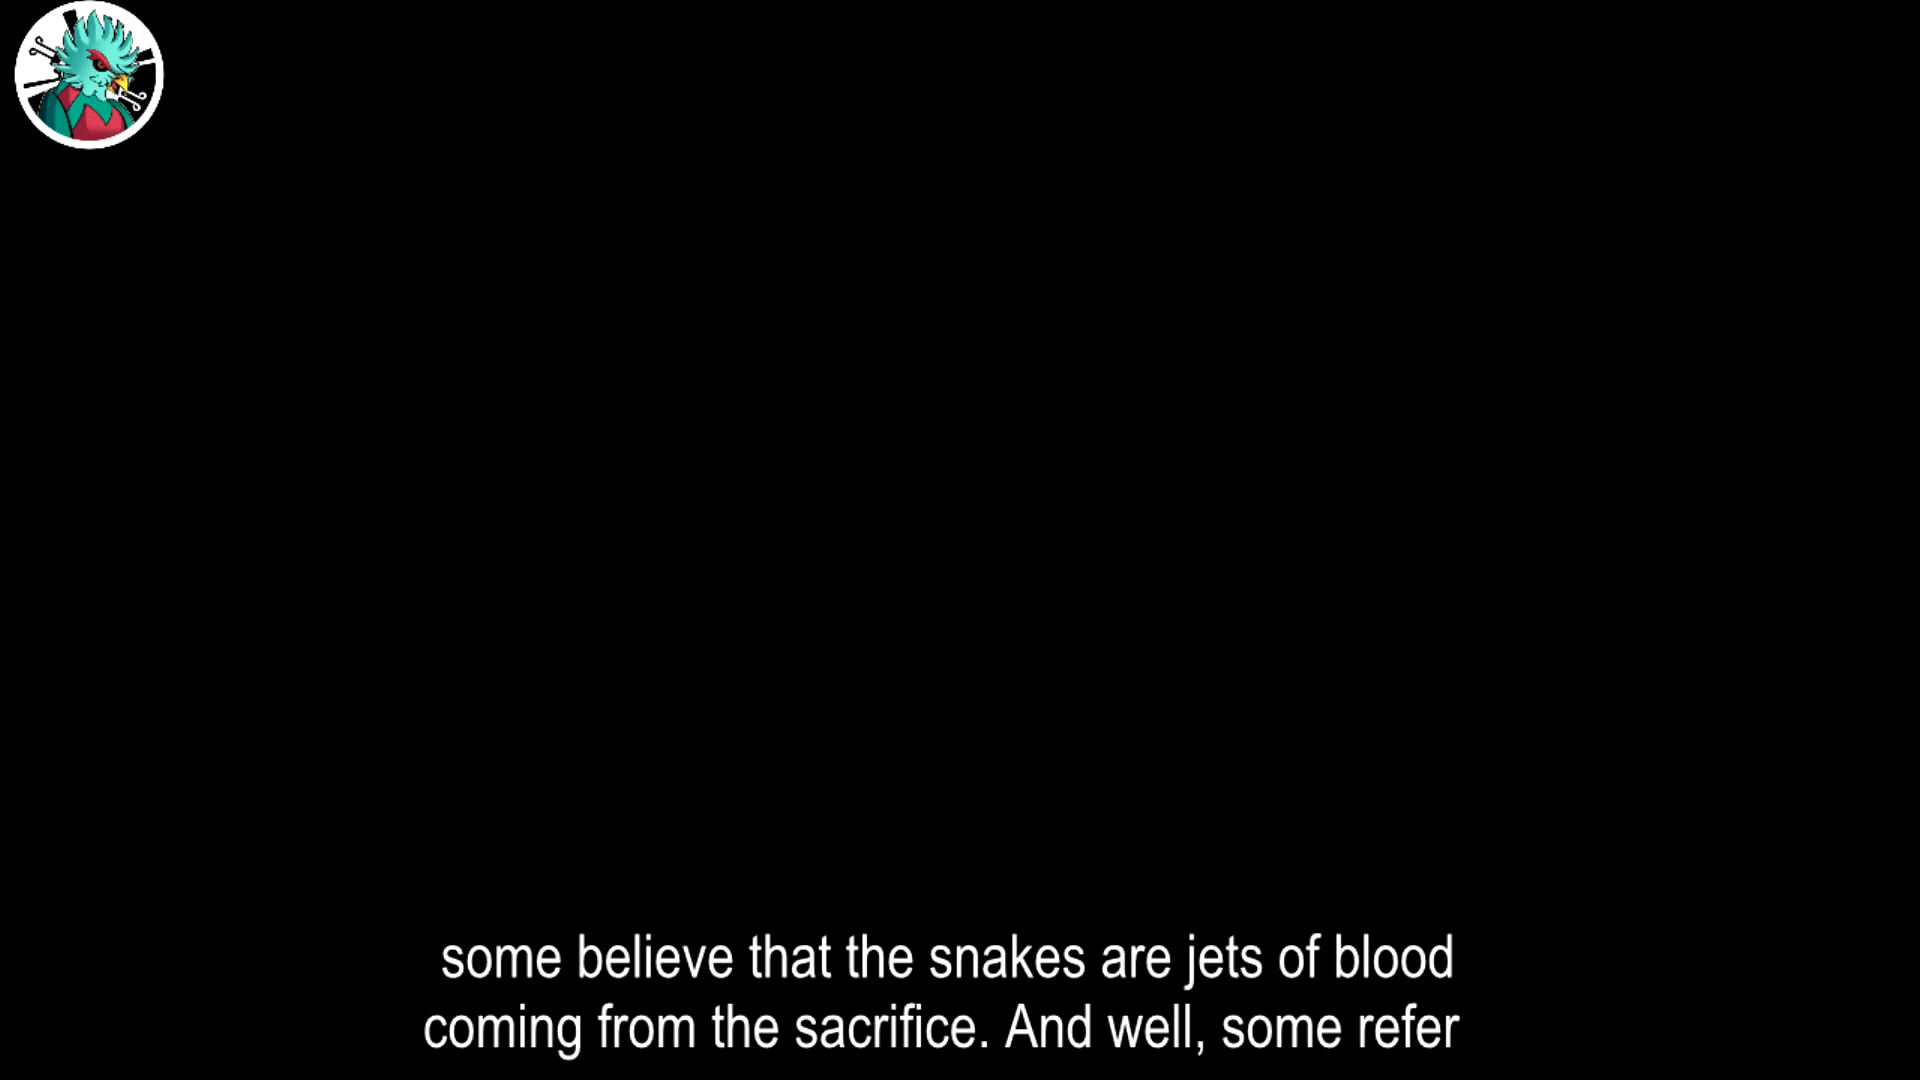 some believe that the snakes are jets of blood
coming from the sacrifice. And well, some refer